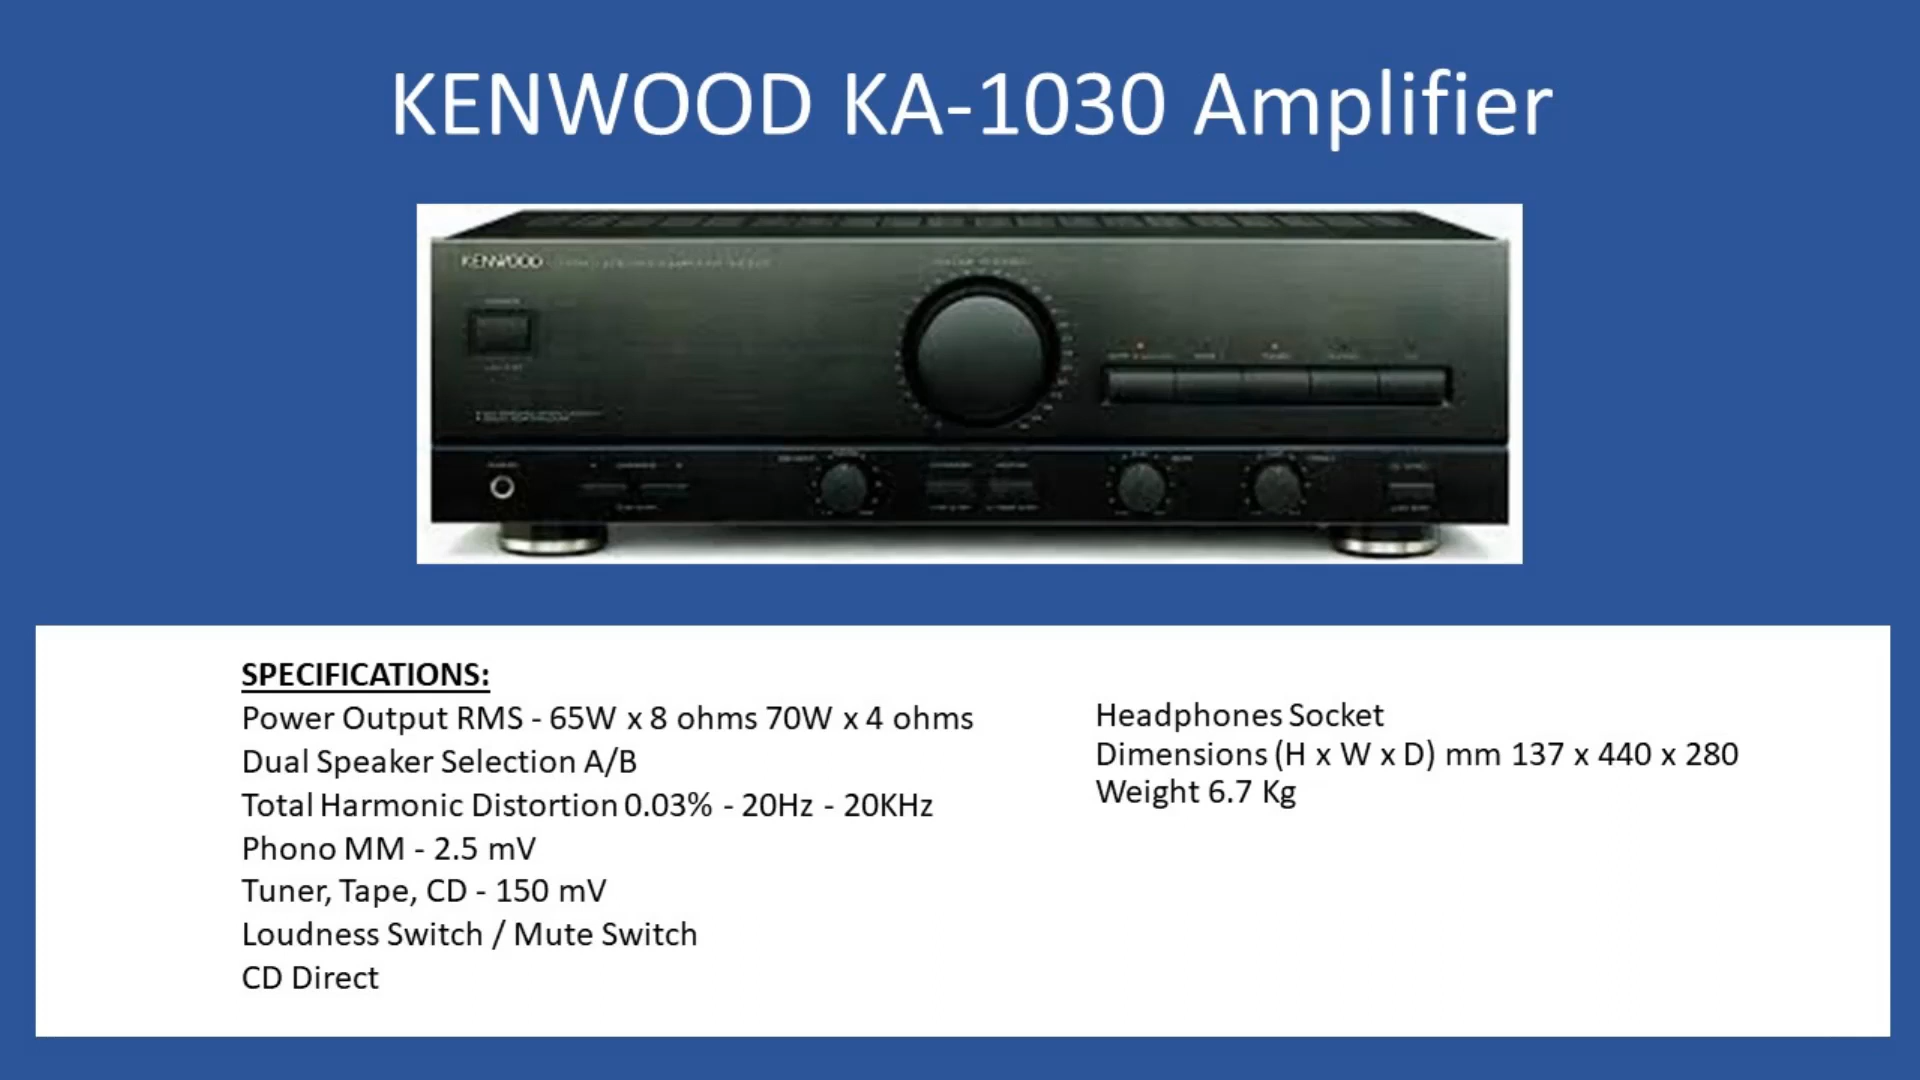 KENWOOD KA-1030 Amplifier
KENWOOD
SPECIFICATIONS:
Power Output RMS - 65W x 8 ohms 70W x 4 ohms
Dual Speaker Selection A/B
Total Harmonic Distortion 0.03% - 20Hz - 20KHz
Phono MM - 2.5 mV
Tuner, Tape, CD - 150 mV
Loudness Switch / Mute Switch
CD Direct
Headphones Socket
Dimensions (H x W x D) mm 137 x 440 x 280
Weight 6.7 Kg